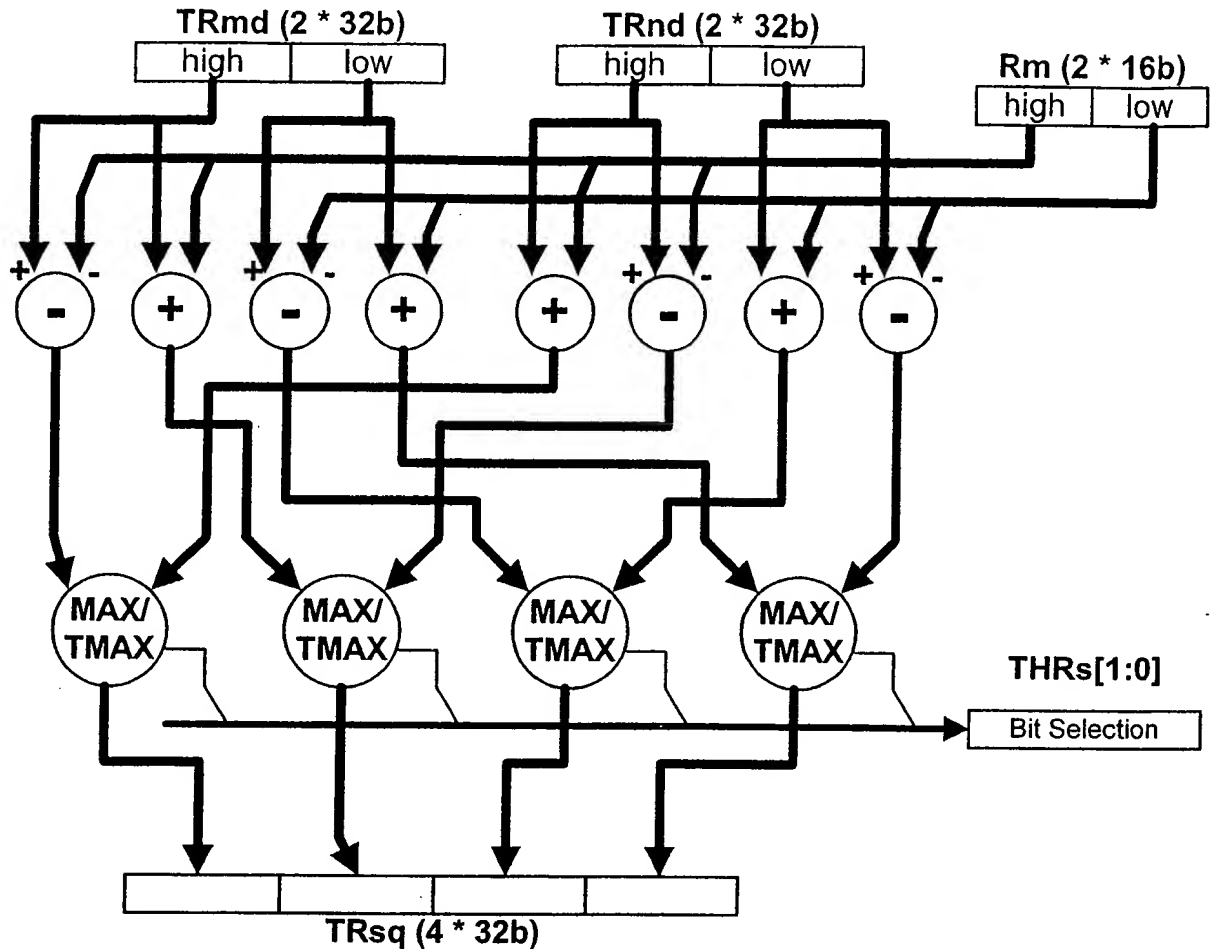 TRmd (2 * 32b)
high low
TRnd (2 * 32b)
high low
Rm (2 * 16b)
high low
+ - + - + - + -
- + - + + - + -
MAX/
TMAX
MAX/
TMAX
MAX/
TMAX
MAX/
TMAX
THRs[1:0]
Bit Selection
TRsq (4 * 32b)